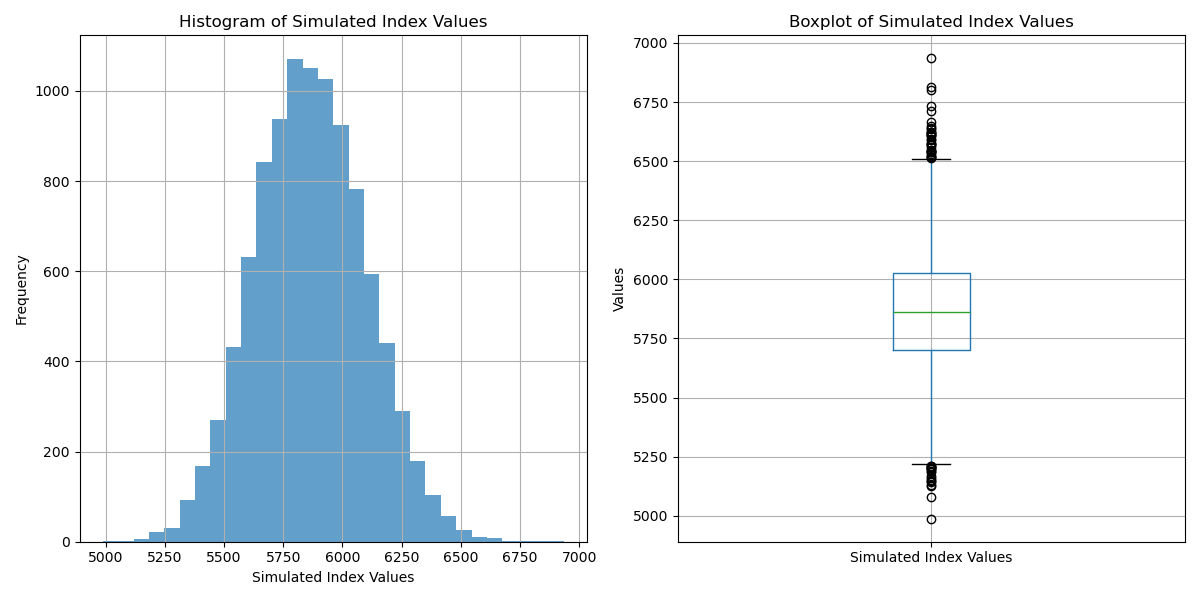 Histogram of Simulated Index Values
1000
800
600
400
200
0
Frequency
5000 5250 5500 5750 6000 6250 6500 6750 7000
Simulated Index Values
Boxplot of Simulated Index Values
7000
6750
6500
6250
6000
5750
5500
5250
5000
Values
Simulated Index Values